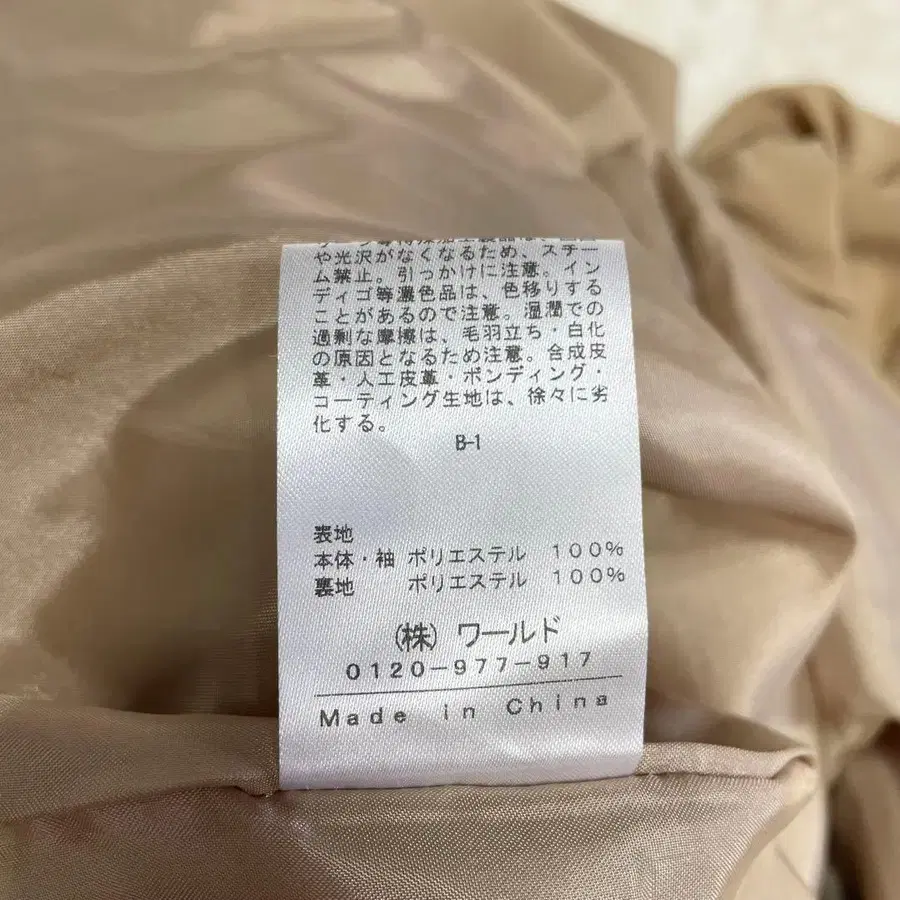 や光沢がなくなるため、スチー
ム禁止。引っかけに注意。イン
ディゴ等濃色品は、色移りする
ことがあるので注意。湿潤での
過剰な摩擦は、毛羽立ち・白化
の原因となるため注意。合成皮
革・人工皮革・ボンディング・
コーティング生地は、徐々に劣
化する。
B-1
表地
本体・袖 ポリエステル 100%
裏地 ポリエステル 100%
(株) ワールド
0120-977-917
Made in China